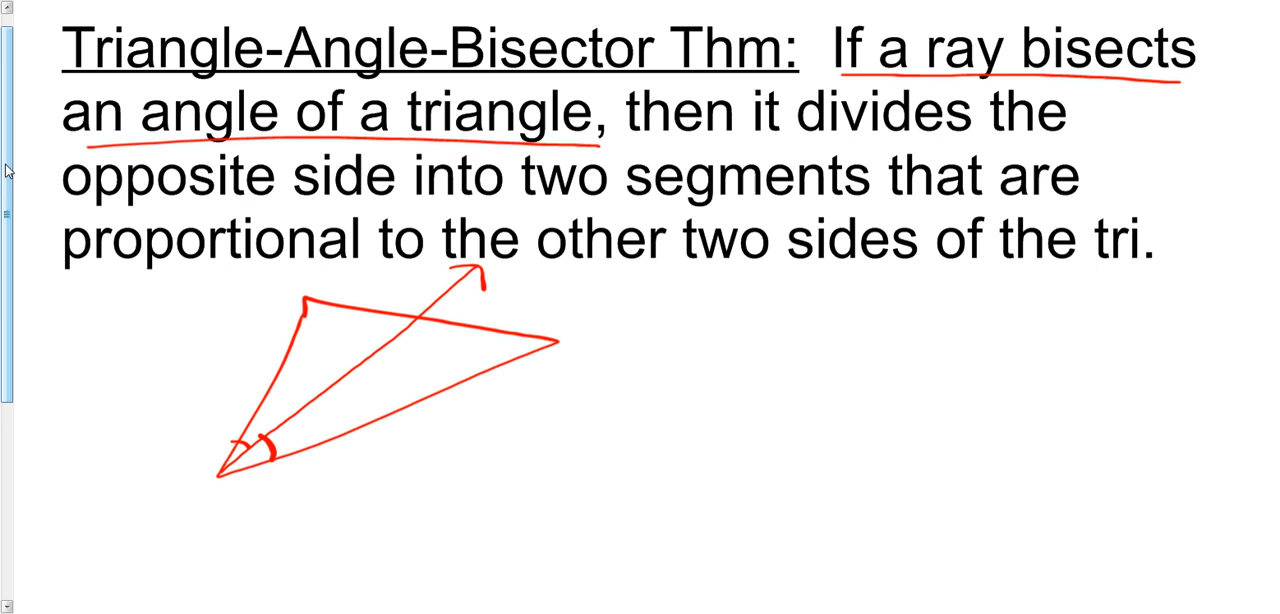 Triangle-Angle-Bisector Thm: If a ray bisects
an angle of a triangle, then it divides the
opposite side into two segments that are
proportional to the other two sides of the tri.